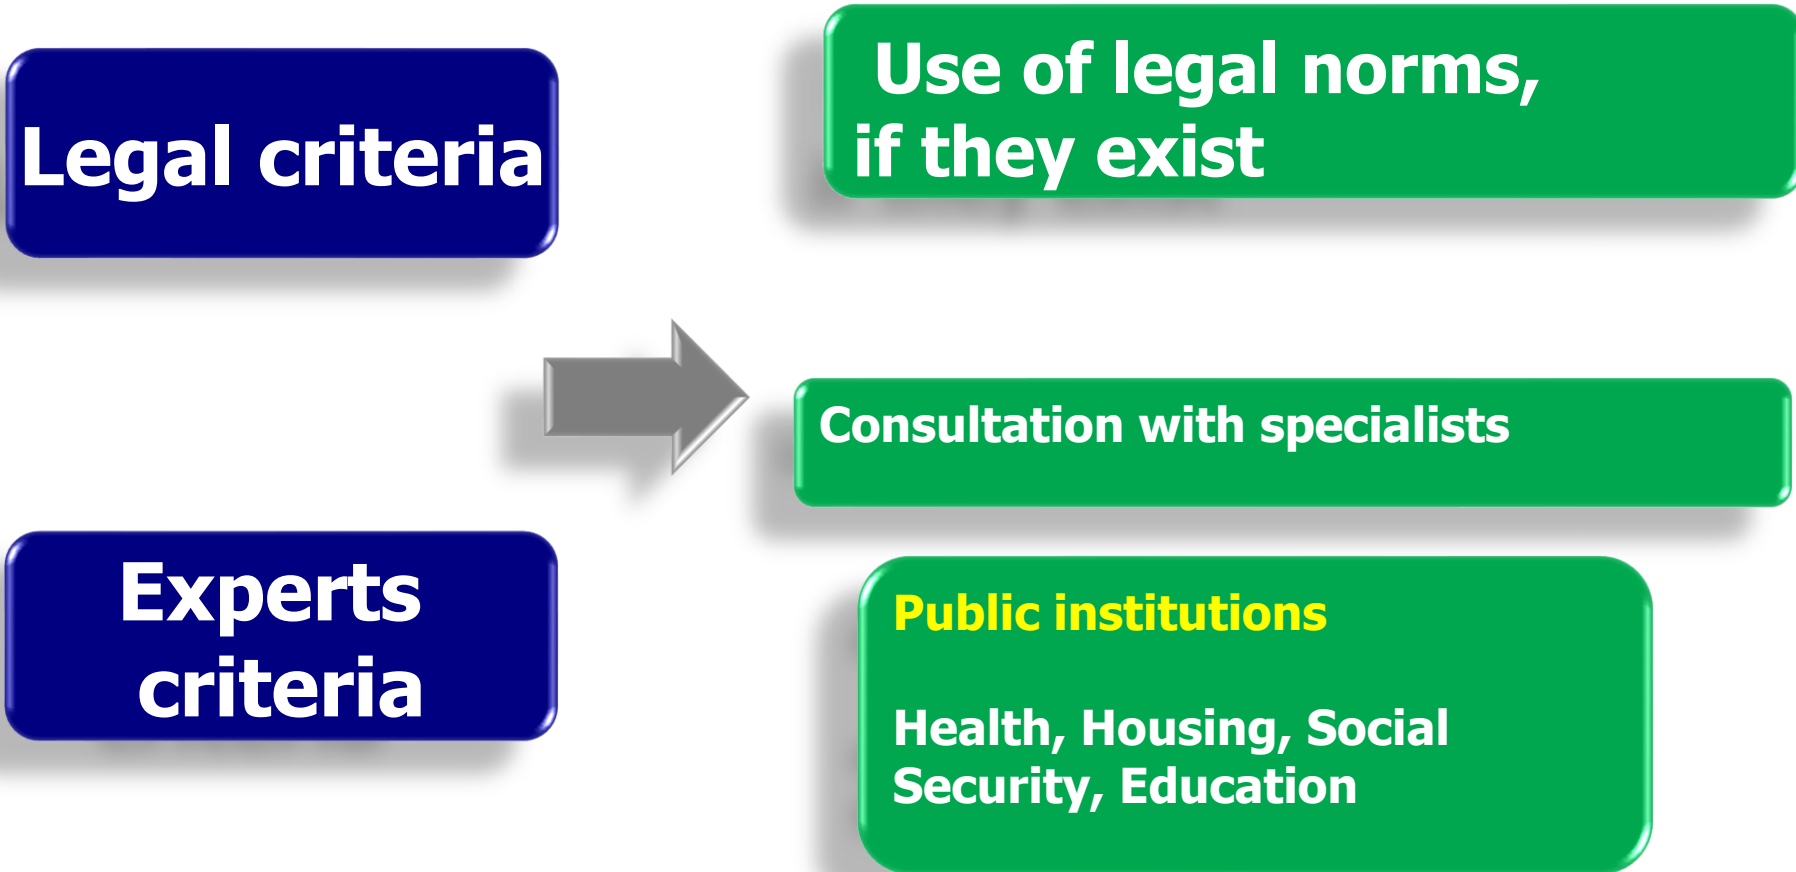 Legal criteria
Use of legal norms,
if they exist
Consultation with specialists
Experts
criteria
Public institutions
Health, Housing, Social
Security, Education